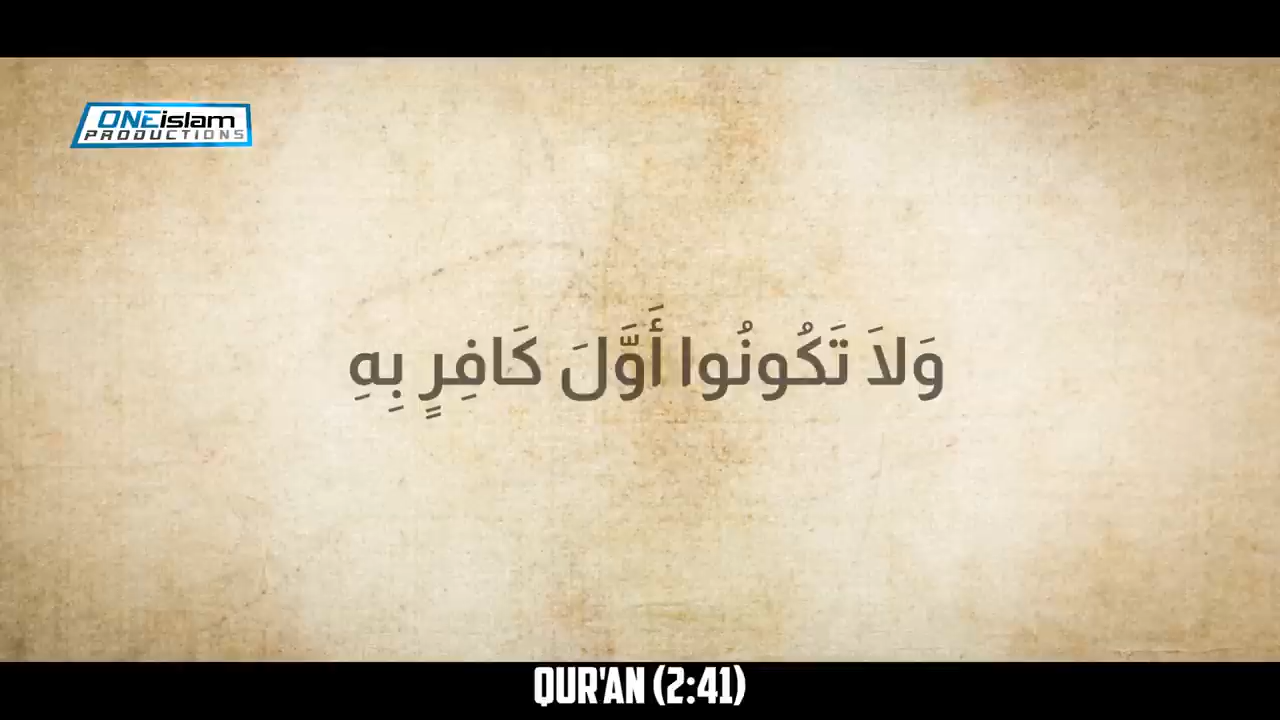 ONEislam
PRODUCTIONS
وَلاَ تَكُونُوا أَوَّلَ كَافِرٍ بِهِ
QUR'AN (2:41)